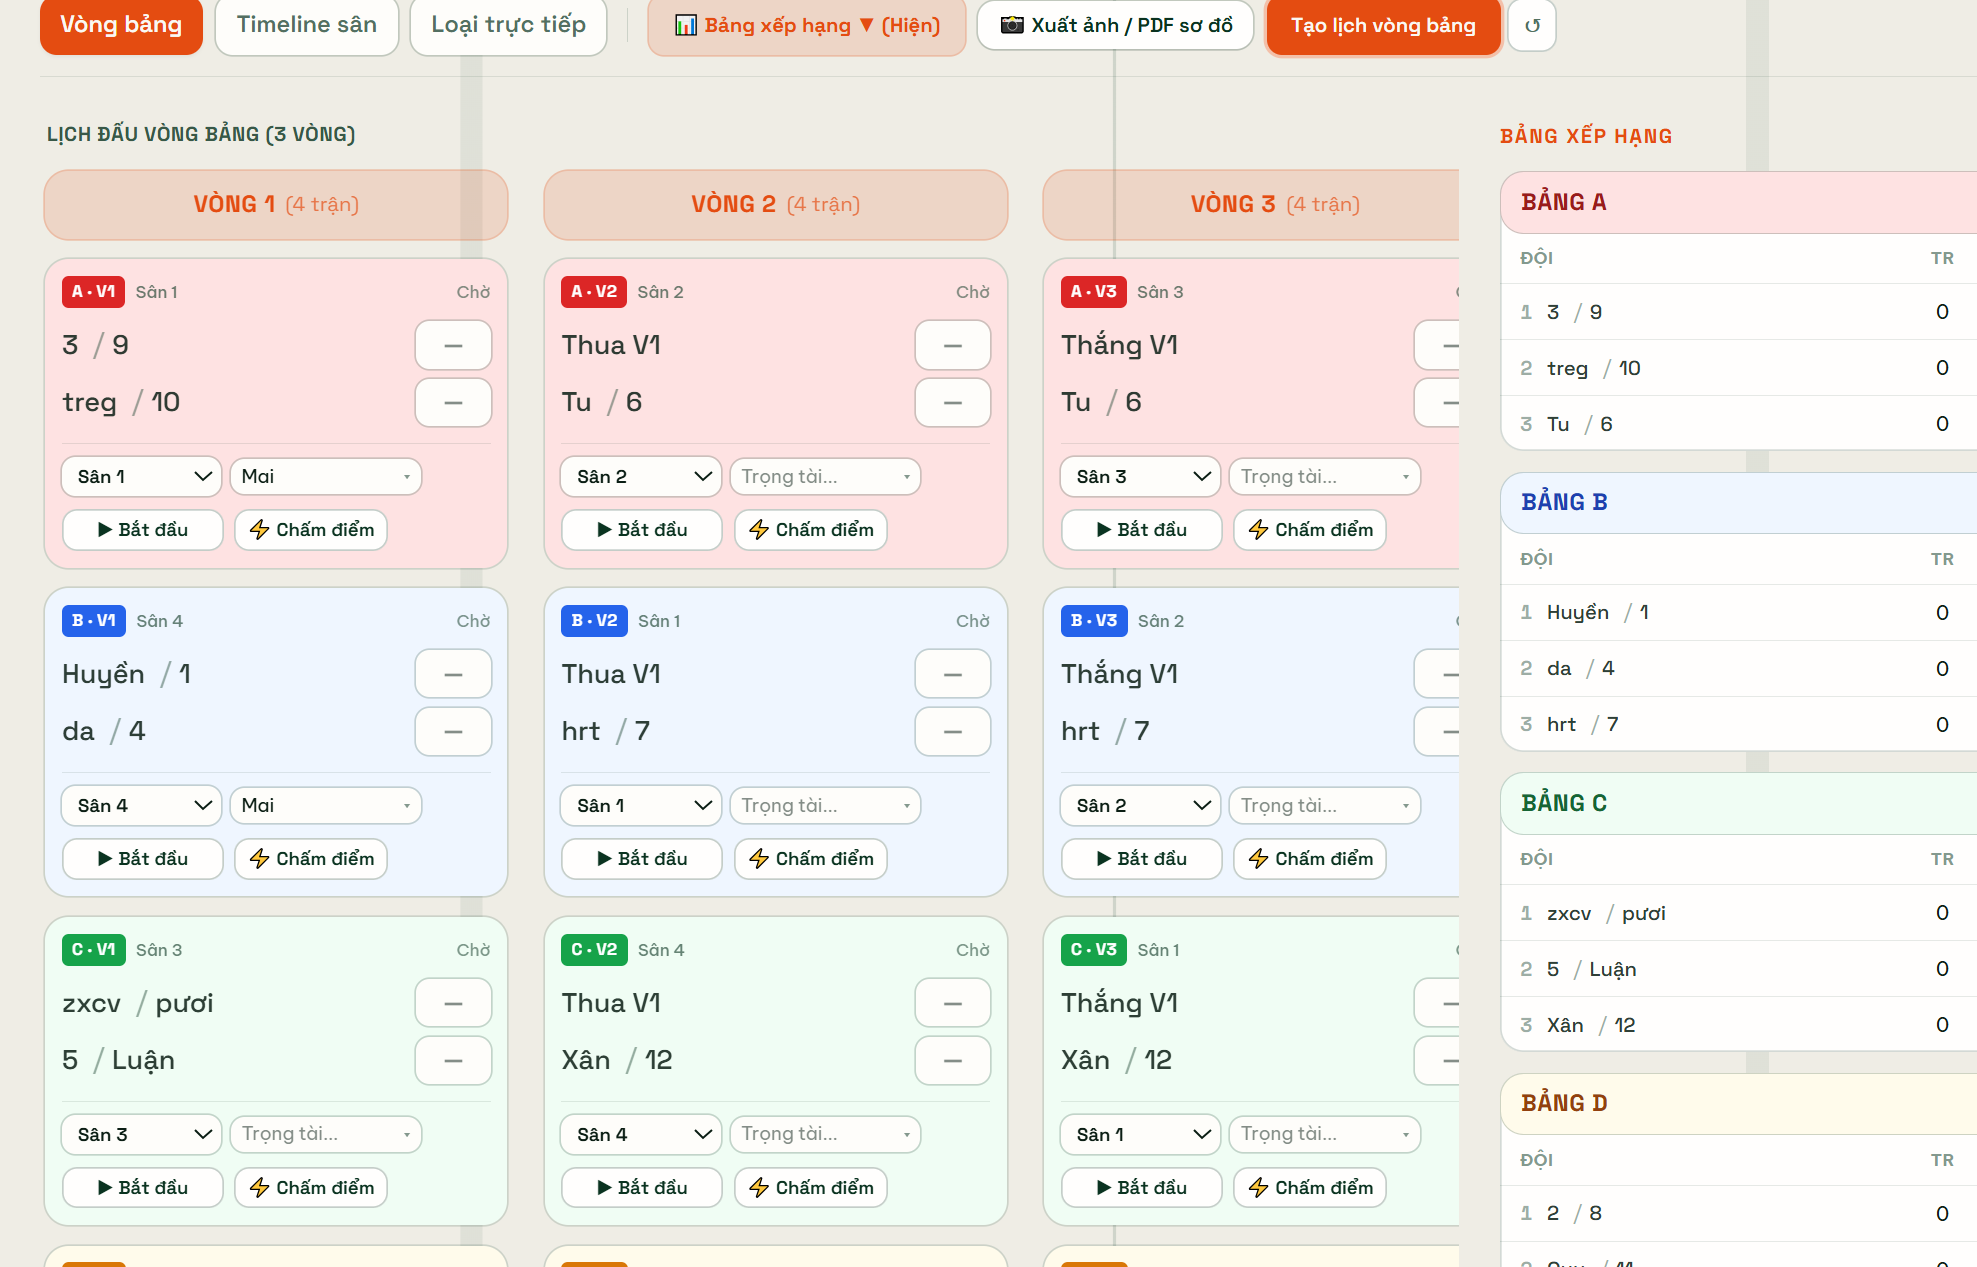 Vòng bảng
Timeline sân
Loại trực tiếp
📊 Bảng xếp hạng ▼ (Hiện)
📷 Xuất ảnh / PDF sơ đồ
Tạo lịch vòng bảng
↺
LỊCH ĐẤU VÒNG BẢNG (3 VÒNG)
VÒNG 1 (4 trận)
VÒNG 2 (4 trận)
VÒNG 3 (4 trận)
A · V1 Sân 1 Chờ
3 / 9 —
treg / 10 —
Sân 1 Mai
▶ Bắt đầu ⚡ Chấm điểm
A · V2 Sân 2 Chờ
Thua V1 —
Tu / 6 —
Sân 2 Trọng tài...
▶ Bắt đầu ⚡ Chấm điểm
A · V3 Sân 3
Thắng V1 —
Tu / 6 —
Sân 3 Trọng tài...
▶ Bắt đầu ⚡ Chấm điểm
B · V1 Sân 4 Chờ
Huyền / 1 —
da / 4 —
Sân 4 Mai
▶ Bắt đầu ⚡ Chấm điểm
B · V2 Sân 1 Chờ
Thua V1 —
hrt / 7 —
Sân 1 Trọng tài...
▶ Bắt đầu ⚡ Chấm điểm
B · V3 Sân 2
Thắng V1 —
hrt / 7 —
Sân 2 Trọng tài...
▶ Bắt đầu ⚡ Chấm điểm
C · V1 Sân 3 Chờ
zxcv / pươi —
5 / Luận —
Sân 3 Trọng tài...
▶ Bắt đầu ⚡ Chấm điểm
C · V2 Sân 4 Chờ
Thua V1 —
Xân / 12 —
Sân 4 Trọng tài...
▶ Bắt đầu ⚡ Chấm điểm
C · V3 Sân 1
Thắng V1 —
Xân / 12 —
Sân 1 Trọng tài...
▶ Bắt đầu ⚡ Chấm điểm
BẢNG XẾP HẠNG
BẢNG A
ĐỘI TR
1 3 / 9 0
2 treg / 10 0
3 Tu / 6 0
BẢNG B
ĐỘI TR
1 Huyền / 1 0
2 da / 4 0
3 hrt / 7 0
BẢNG C
ĐỘI TR
1 zxcv / pươi 0
2 5 / Luận 0
3 Xân / 12 0
BẢNG D
ĐỘI TR
1 2 / 8 0